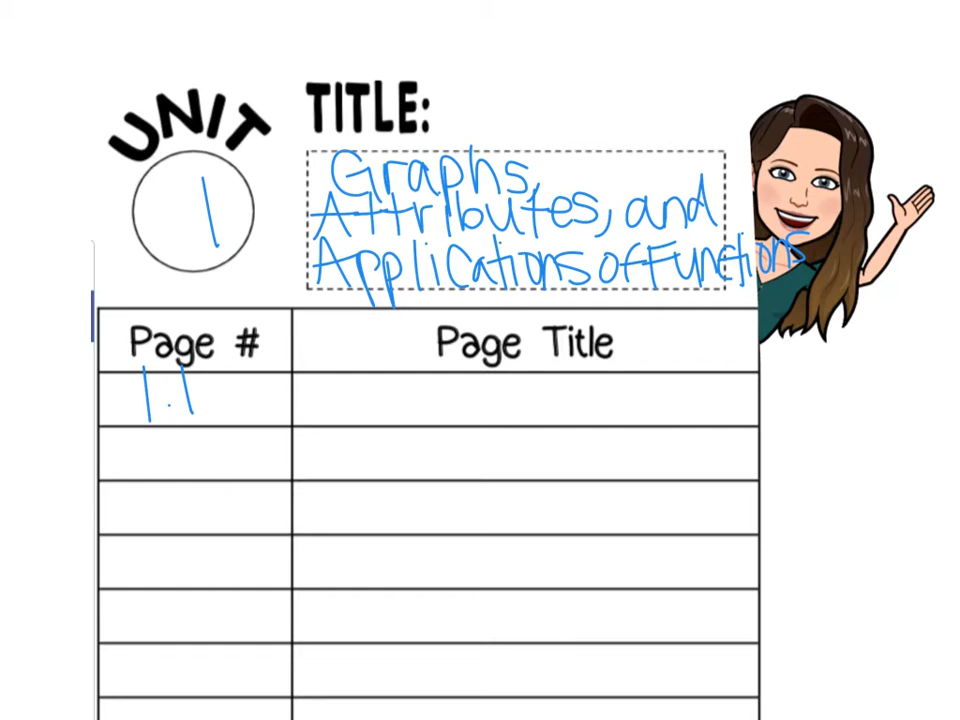 UNIT
1
TITLE:
Graphs,
Attributes, and
Applications of Functions
Page # Page Title
1.1